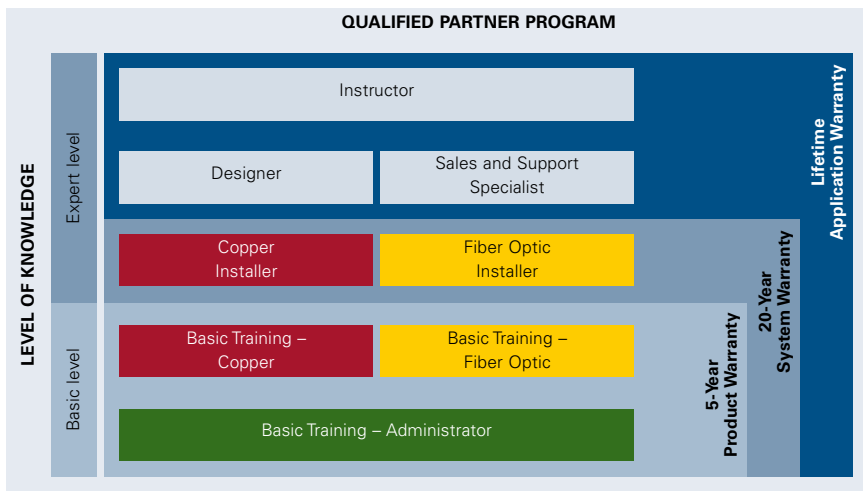 QUALIFIED PARTNER PROGRAM
LEVEL OF KNOWLEDGE
Expert level
Basic level
Instructor
Designer
Sales and Support
Specialist
Copper
Installer
Fiber Optic
Installer
Basic Training –
Copper
Basic Training –
Fiber Optic
Basic Training – Administrator
5-Year
Product Warranty
20-Year
System Warranty
Lifetime
Application Warranty